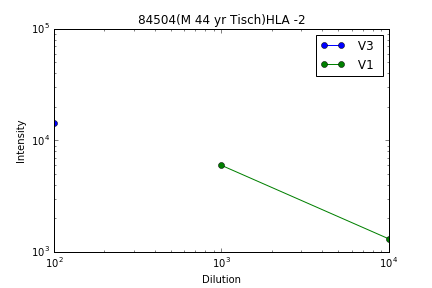 84504(M 44 yr Tisch)HLA -2
10^5
V3
V1
10^4
Intensity
10^3
10^2
10^3
10^4
Dilution